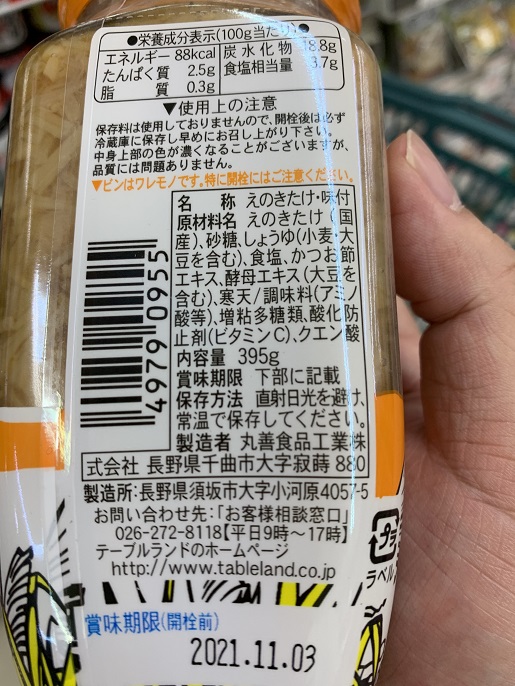 ●栄養成分表示(100g当たり)●
エネルギー 88kcal 炭水化物 18.8g
たんぱく質 2.5g 食塩相当量 3.7g
脂質 0.3g
▼使用上の注意
保存料は使用しておりませんので、開栓後は必ず
冷蔵庫に保存し早めにお召し上がり下さい。
中身上部の色が濃くなることがございますが、
品質には問題ありません。
▼ビンはワレモノです。特に開栓にはご注意ください。
名称 えのきたけ・味付
原材料名 えのきたけ(国
産)、砂糖、しょうゆ(小麦・大
豆を含む)、食塩、かつお節
エキス、酵母エキス(大豆を
含む)、寒天/調味料(アミノ
酸等)、増粘多糖類、酸化防
止剤(ビタミンC)、クエン酸
内容量 395g
賞味期限 下部に記載
保存方法 直射日光を避け、
常温で保存してください。
製造者 丸善食品工業株
式会社 長野県千曲市大字寂蒔 880
製造所:長野県須坂市大字小河原4057-5
お問い合わせ先:「お客様相談窓口」
026-272-8118【平日9時〜17時】
テーブルランドのホームページ
http://www.tableland.co.jp
4979 0955
プラ
ラベル
賞味期限(開栓前)
2021.11.03